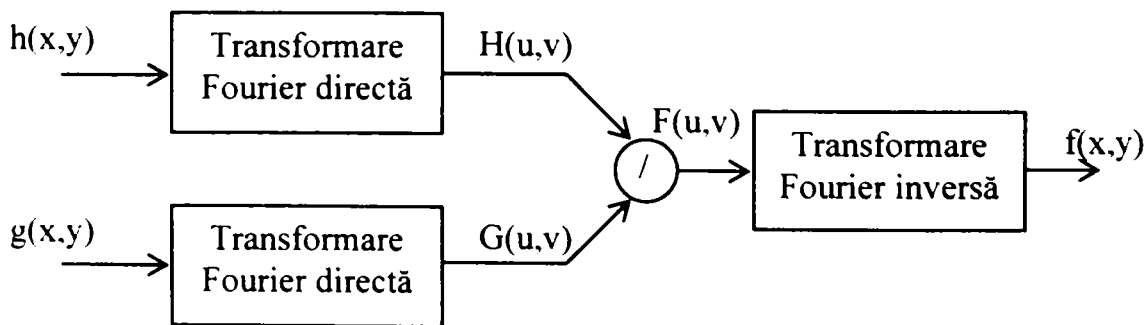 h(x,y)
Transformare
Fourier directă
H(u,v)
F(u,v)
/
Transformare
Fourier inversă
f(x,y)
g(x,y)
Transformare
Fourier directă
G(u,v)